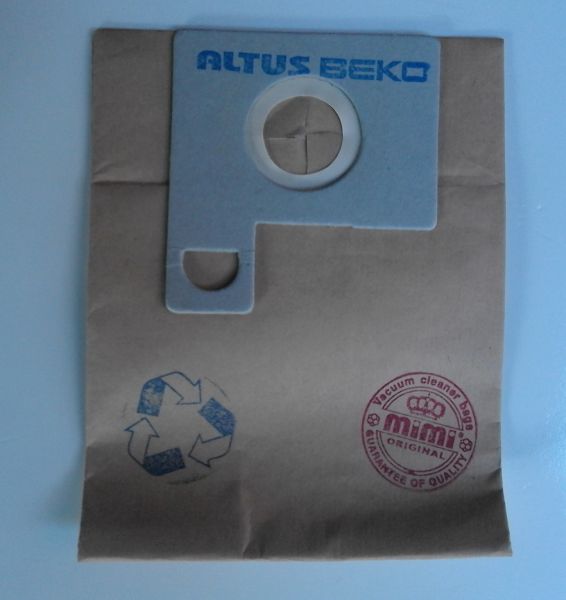 ALTUS BEKO
Vacuum cleaner bags
mimi®
ORIGINAL
GUARANTEE OF QUALITY